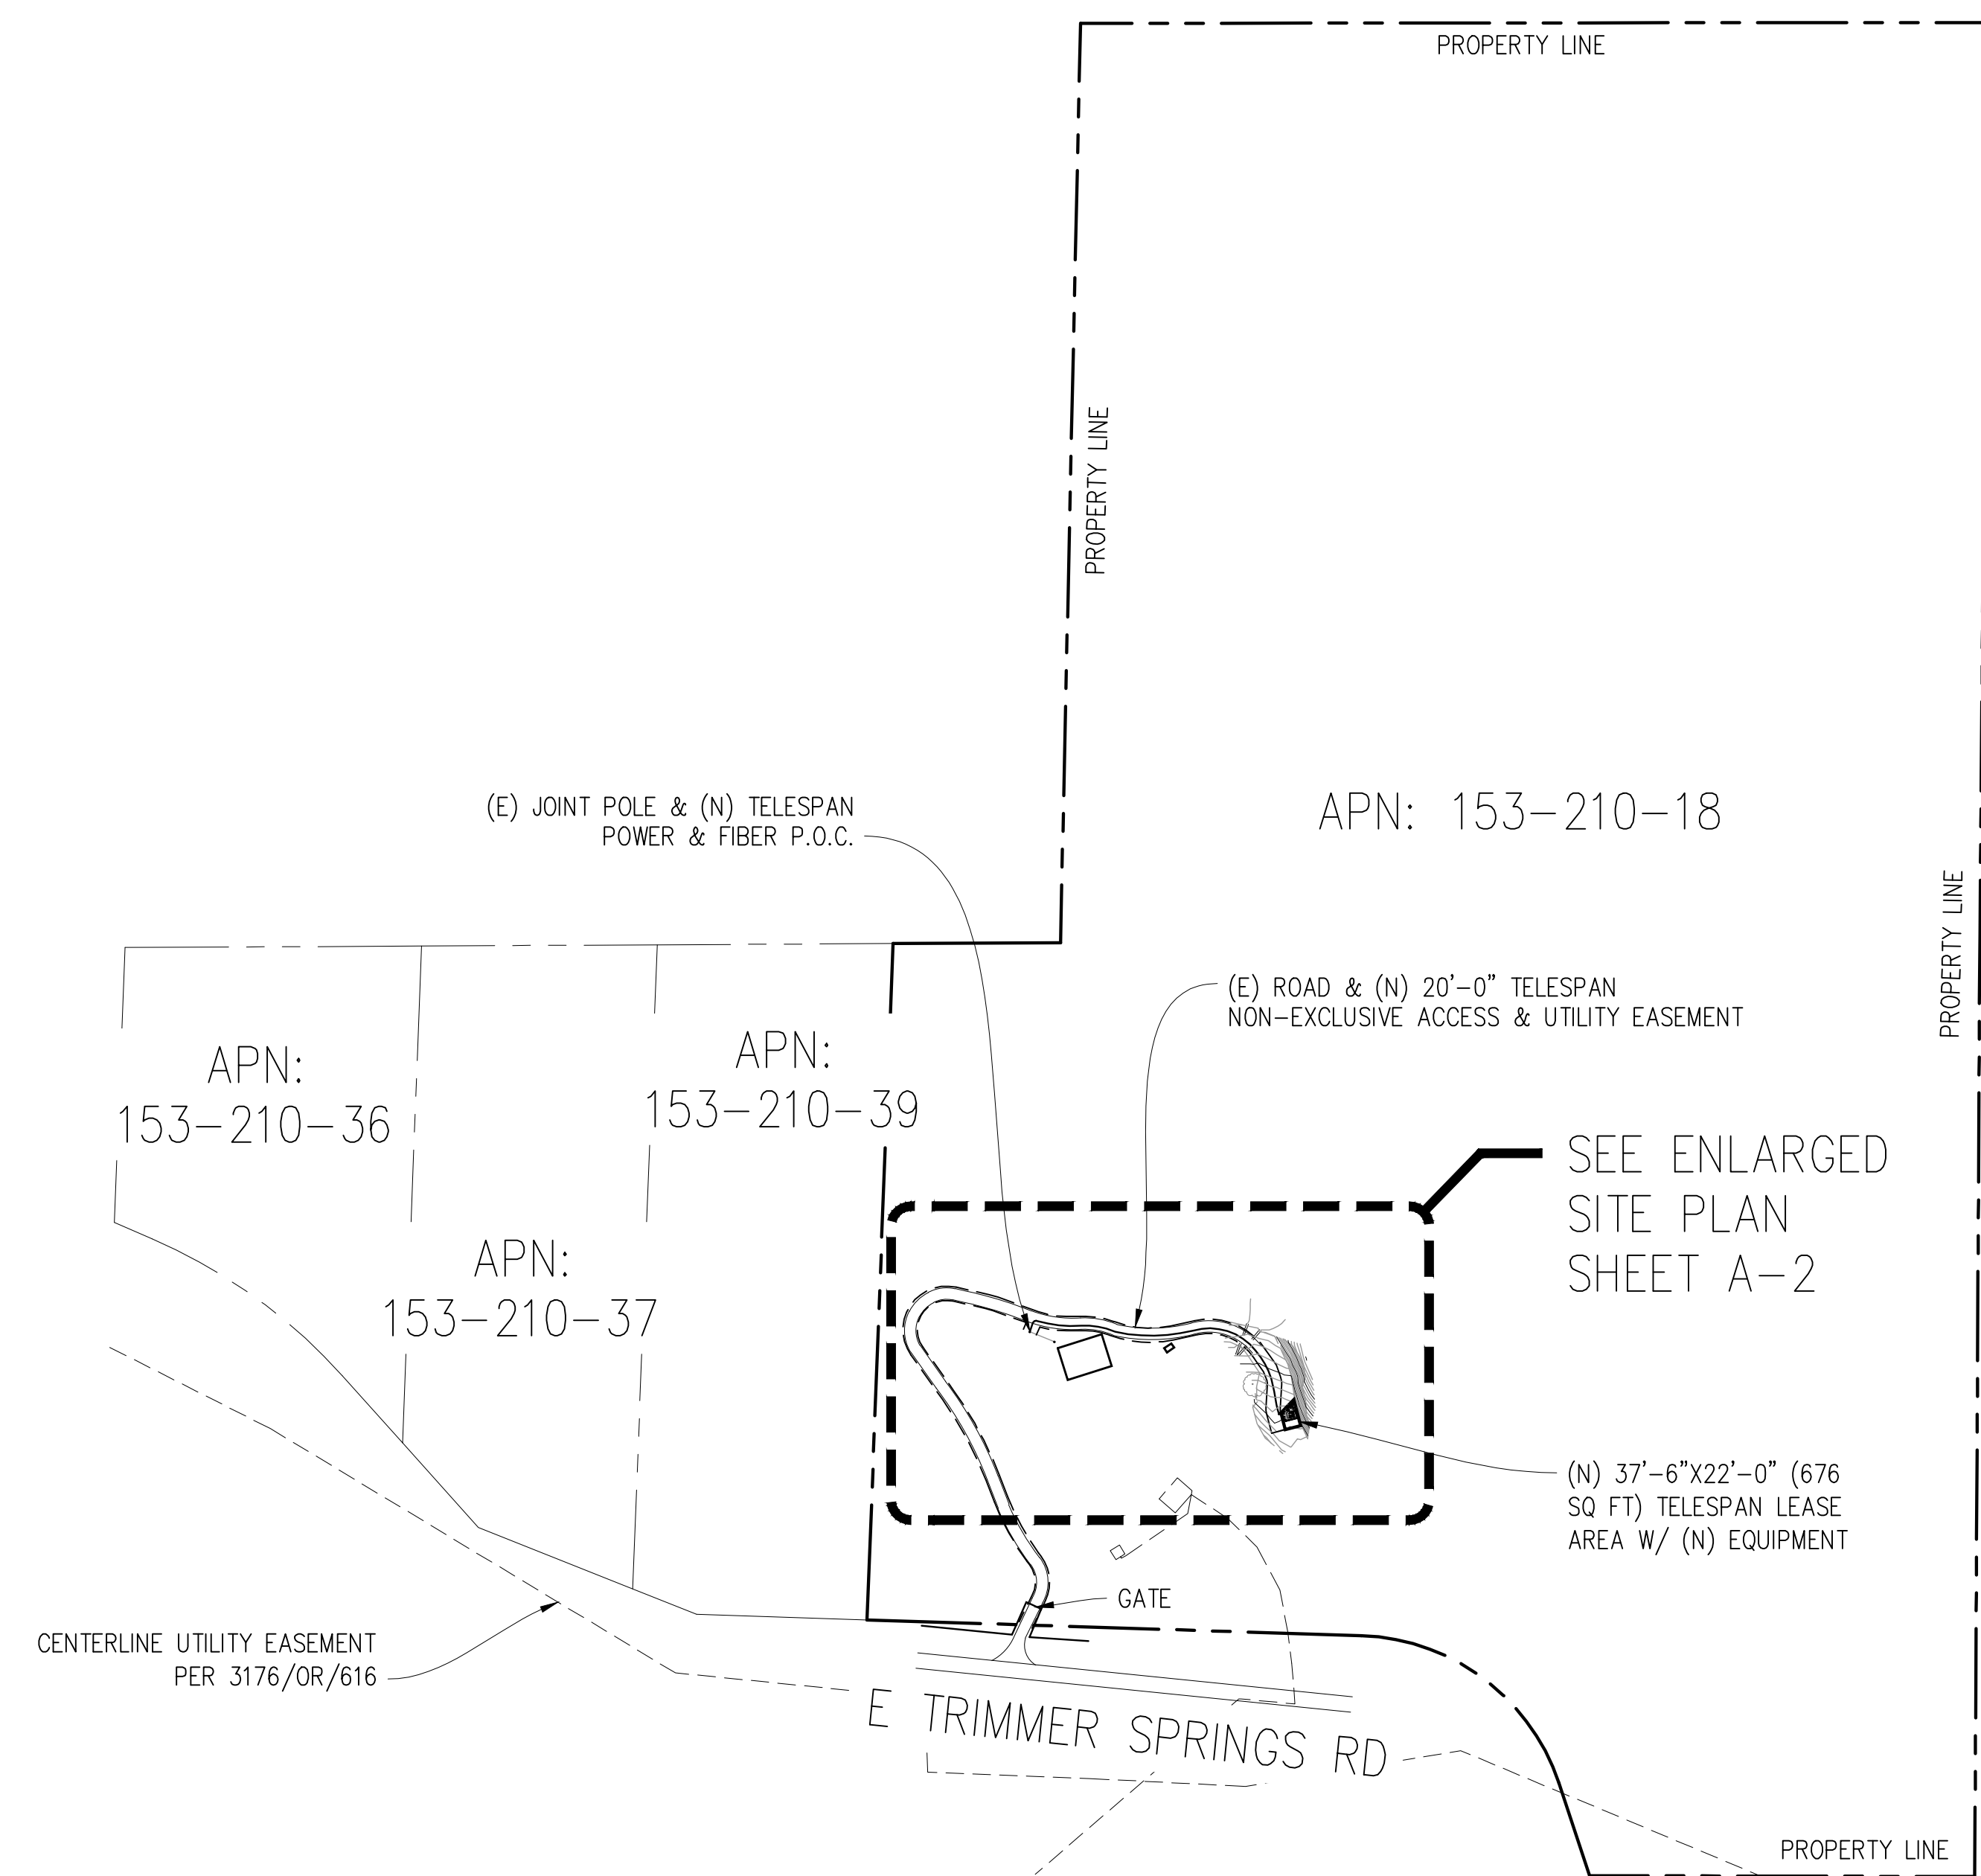 PROPERTY LINE
PROPERTY LINE
(E) JOINT POLE & (N) TELESPAN
POWER & FIBER P.O.C.
APN: 153-210-18
PROPERTY LINE
(E) ROAD & (N) 20'-0" TELESPAN
NON-EXCLUSIVE ACCESS & UTILITY EASEMENT
APN:
153-210-36
APN:
153-210-39
APN:
153-210-37
SEE ENLARGED
SITE PLAN
SHEET A-2
(N) 37'-6"X22'-0" (676
SQ FT) TELESPAN LEASE
AREA W/ (N) EQUIPMENT
GATE
CENTERLINE UTILITY EASEMENT
PER 3176/OR/616
E TRIMMER SPRINGS RD
PROPERTY LINE